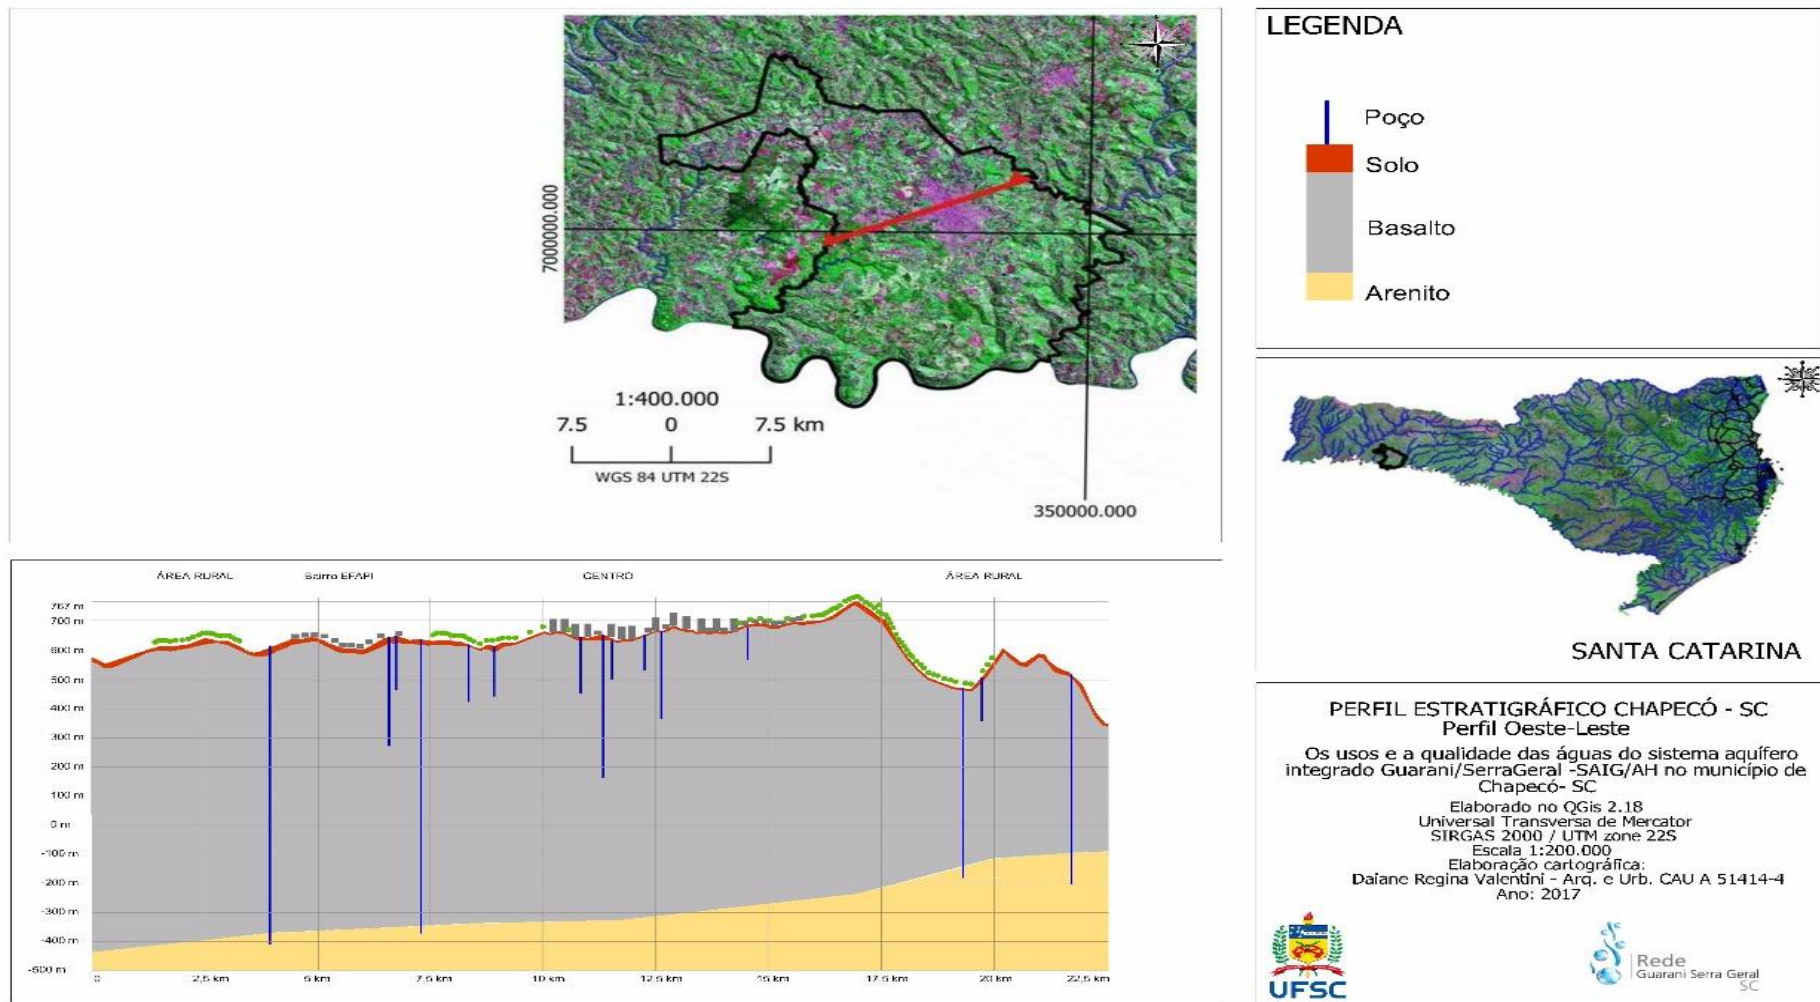 7000000.000
1:400.000
7.5 0 7.5 km
WGS 84 UTM 22S
350000.000
LEGENDA
Poço
Solo
Basalto
Arenito
SANTA CATARINA
ÁREA RURAL Bairro EFAPI CENTRO ÁREA RURAL
767 m
700 m
600 m
500 m
400 m
300 m
200 m
100 m
0 m
-100 m
-200 m
-300 m
-400 m
-500 m
0 2,5 km 5 km 7,5 km 10 km 12,5 km 15 km 17,5 km 20 km 22,5 km
PERFIL ESTRATIGRÁFICO CHAPECÓ - SC
Perfil Oeste-Leste
Os usos e a qualidade das águas do sistema aquífero
integrado Guarani/SerraGeral -SAIG/AH no município de
Chapecó- SC
Elaborado no QGis 2.18
Universal Transversa de Mercator
SIRGAS 2000 / UTM zone 22S
Escala 1:200.000
Elaboração cartográfica:
Daiane Regina Valentini - Arq. e Urb. CAU A 51414-4
Ano: 2017
UFSC
Rede
Guarani Serra Geral
SC